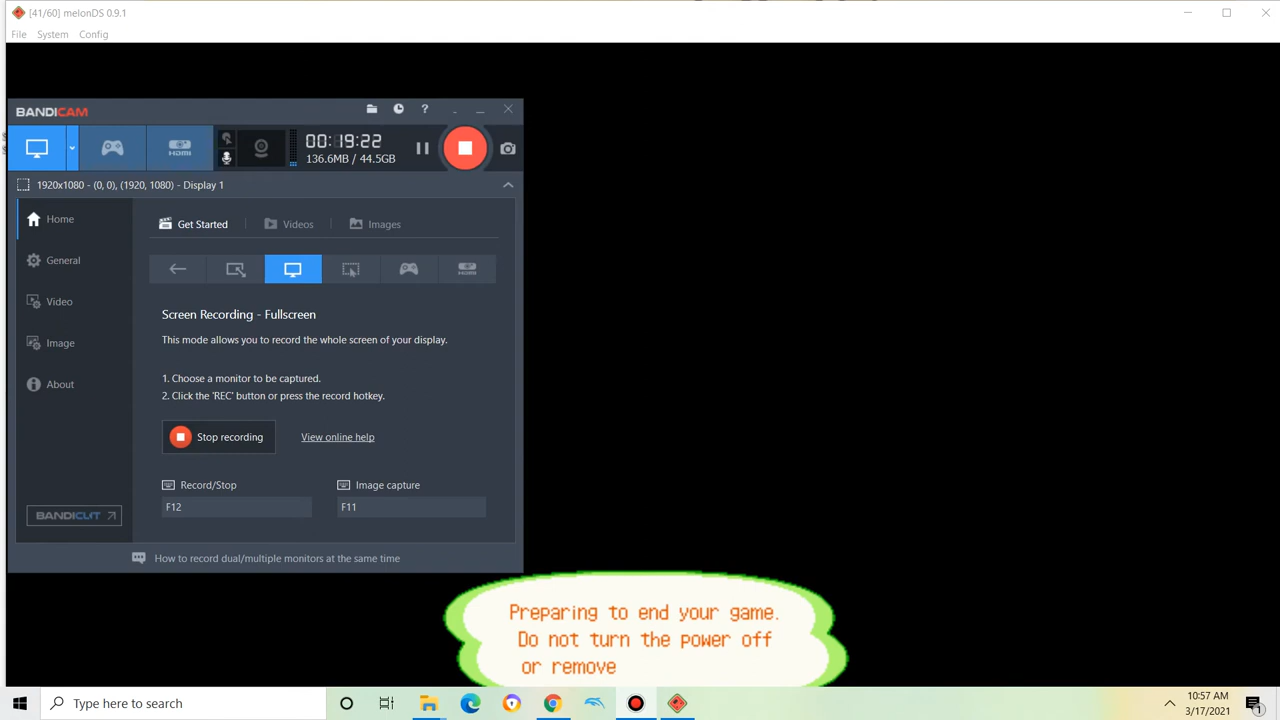 [41/60] melonDS 0.9.1
File System Config
BANDICAM
00:19:22
136.6MB / 44.5GB
HDMI
1920x1080 - (0, 0), (1920, 1080) - Display 1
Home
General
Video
Image
About
Get Started
Videos
Images
Screen Recording - Fullscreen
This mode allows you to record the whole screen of your display.
1. Choose a monitor to be captured.
2. Click the 'REC' button or press the record hotkey.
Stop recording
View online help
Record/Stop
Image capture
F12
F11
BANDICUT
How to record dual/multiple monitors at the same time
Preparing to end your game.
Do not turn the power off
or remove
Type here to search
10:57 AM
3/17/2021
1